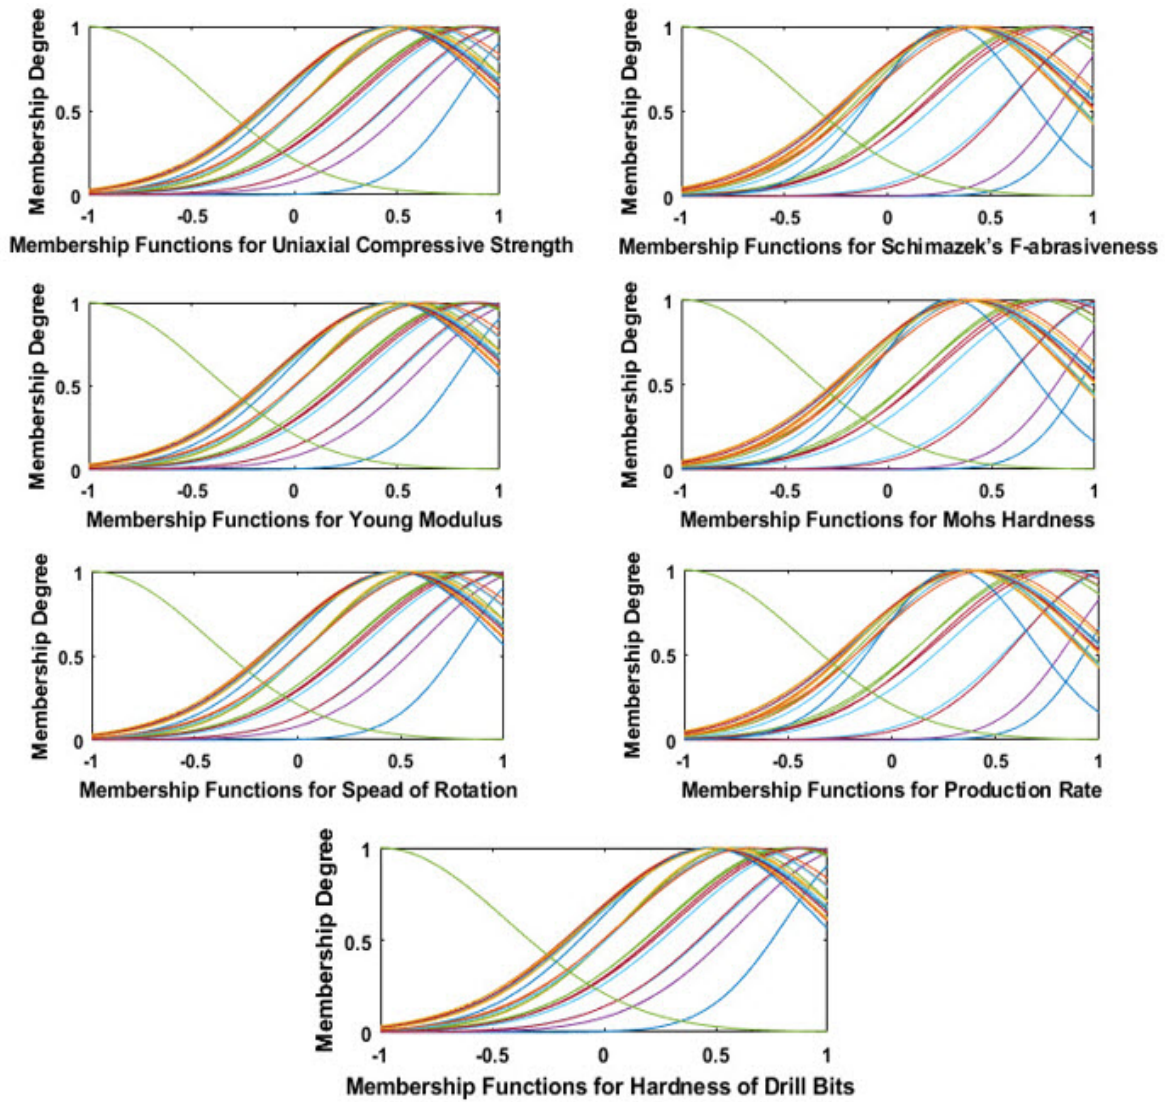 Membership Degree
1
0.5
0
-1 -0.5 0 0.5 1
Membership Functions for Uniaxial Compressive Strength
Membership Degree
1
0.5
0
-1 -0.5 0 0.5 1
Membership Functions for Schimazek's F-abrasiveness
Membership Degree
1
0.5
0
-1 -0.5 0 0.5 1
Membership Functions for Young Modulus
Membership Degree
1
0.5
0
-1 -0.5 0 0.5 1
Membership Functions for Mohs Hardness
Membership Degree
1
0.5
0
-1 -0.5 0 0.5 1
Membership Functions for Spead of Rotation
Membership Degree
1
0.5
0
-1 -0.5 0 0.5 1
Membership Functions for Production Rate
Membership Degree
1
0.5
0
-1 -0.5 0 0.5 1
Membership Functions for Hardness of Drill Bits